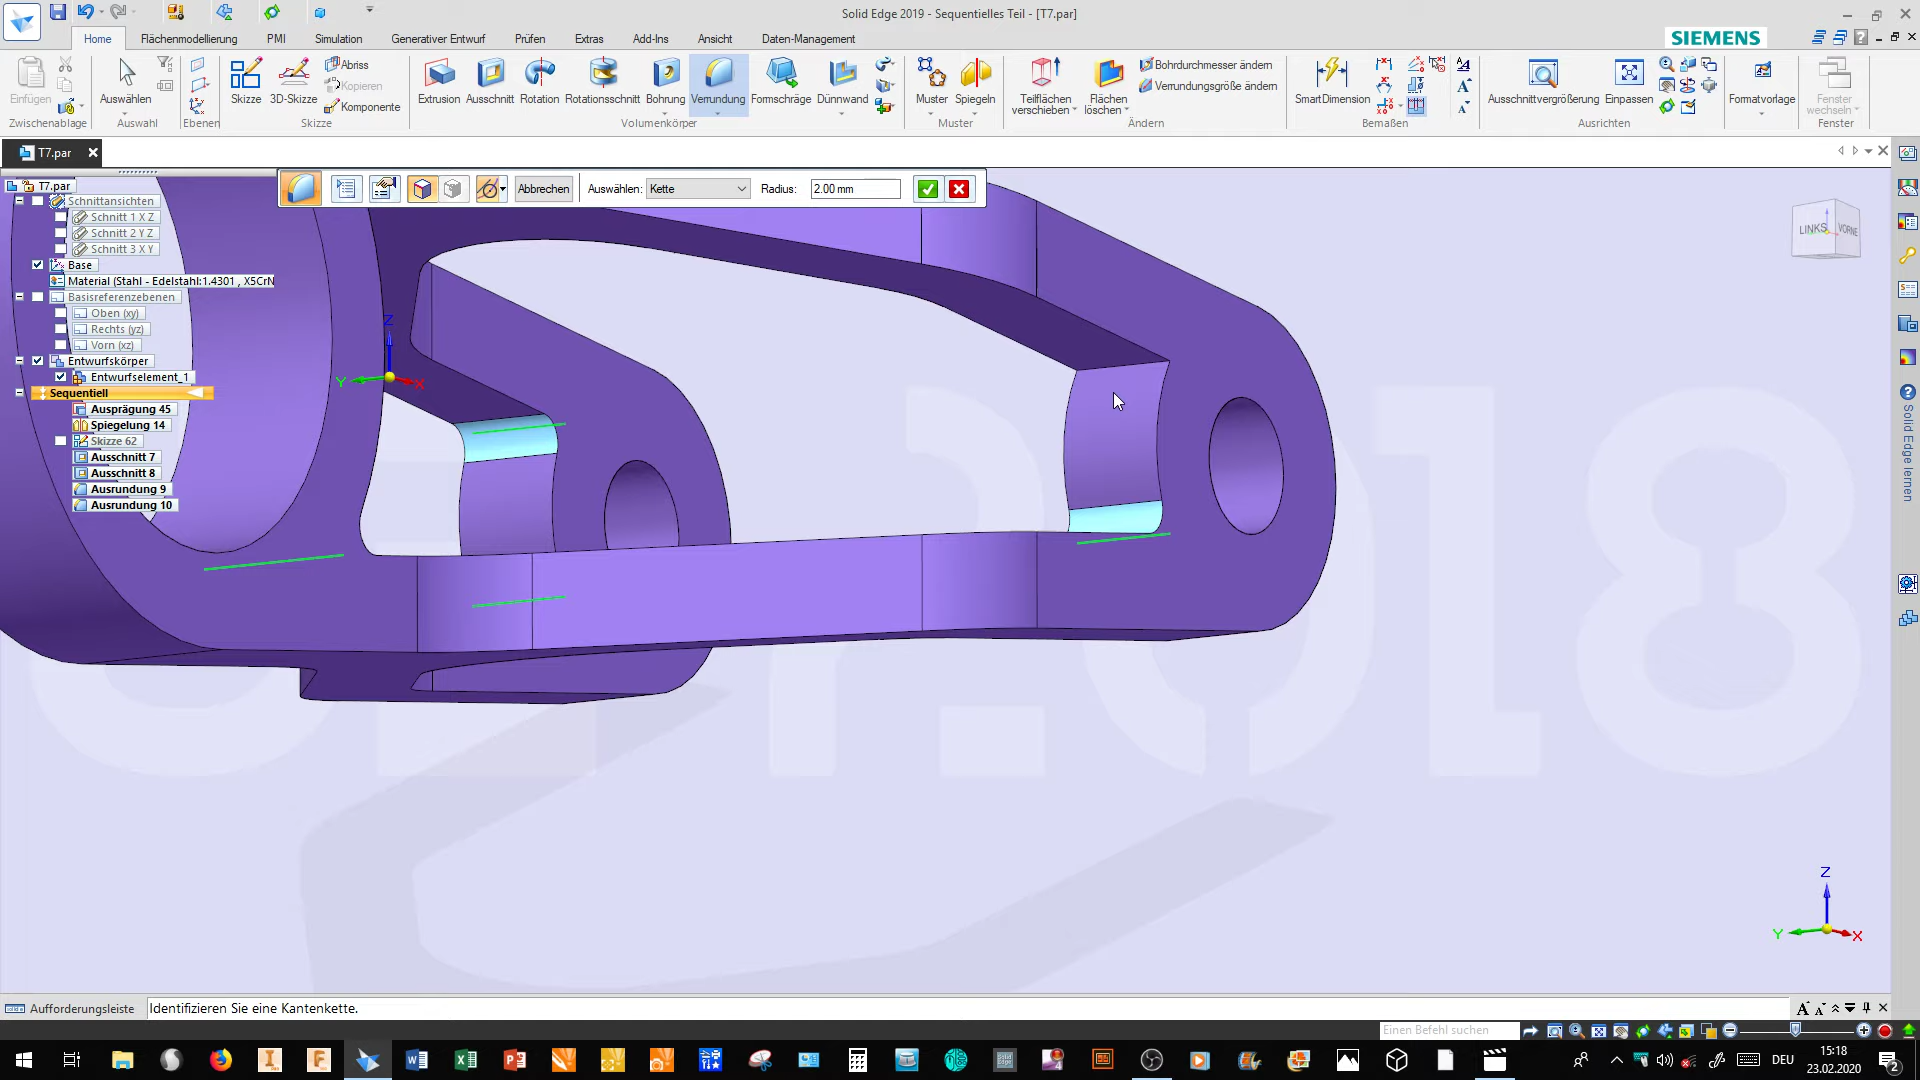 Solid Edge 2019 - Sequentielles Teil - [T7.par]
Home Flächenmodellierung PMI Simulation Generativer Entwurf Prüfen Extras Add-Ins Ansicht Daten-Management
SIEMENS
Einfügen
Zwischenablage
Auswählen
Auswahl
Ebenen
Skizze 3D-Skizze
Abriss
Kopieren
Komponente
Skizze
Extrusion Ausschnitt Rotation Rotationsschnitt Bohrung Verrundung Formschräge Dünnwand
Volumenkörper
Muster Spiegeln
Muster
Teilflächen verschieben
Flächen löschen
Bohrdurchmesser ändern
Verrundungsgröße ändern
Ändern
SmartDimension
Bemaßen
Ausschnittvergrößerung Einpassen
Ausrichten
Formatvorlage
Fenster wechseln
Fenster
T7.par
Abbrechen Auswählen: Kette Radius: 2.00 mm
T7.par
Schnittansichten
Schnitt 1 X Z
Schnitt 2 Y Z
Schnitt 3 X Y
Base
Material (Stahl - Edelstahl:1.4301 , X5CrN
Basisreferenzebenen
Oben (xy)
Rechts (yz)
Vorn (xz)
Entwurfskörper
Entwurfselement_1
Sequentiell
Ausprägung 45
Spiegelung 14
Skizze 62
Ausschnitt 7
Ausschnitt 8
Ausrundung 9
Ausrundung 10
LINKS VORNE
Z
Y X
Solid Edge lernen
Z
Y X
Aufforderungsleiste Identifizieren Sie eine Kantenkette.
Einen Befehl suchen
DEU
15:18
23.02.2020
2